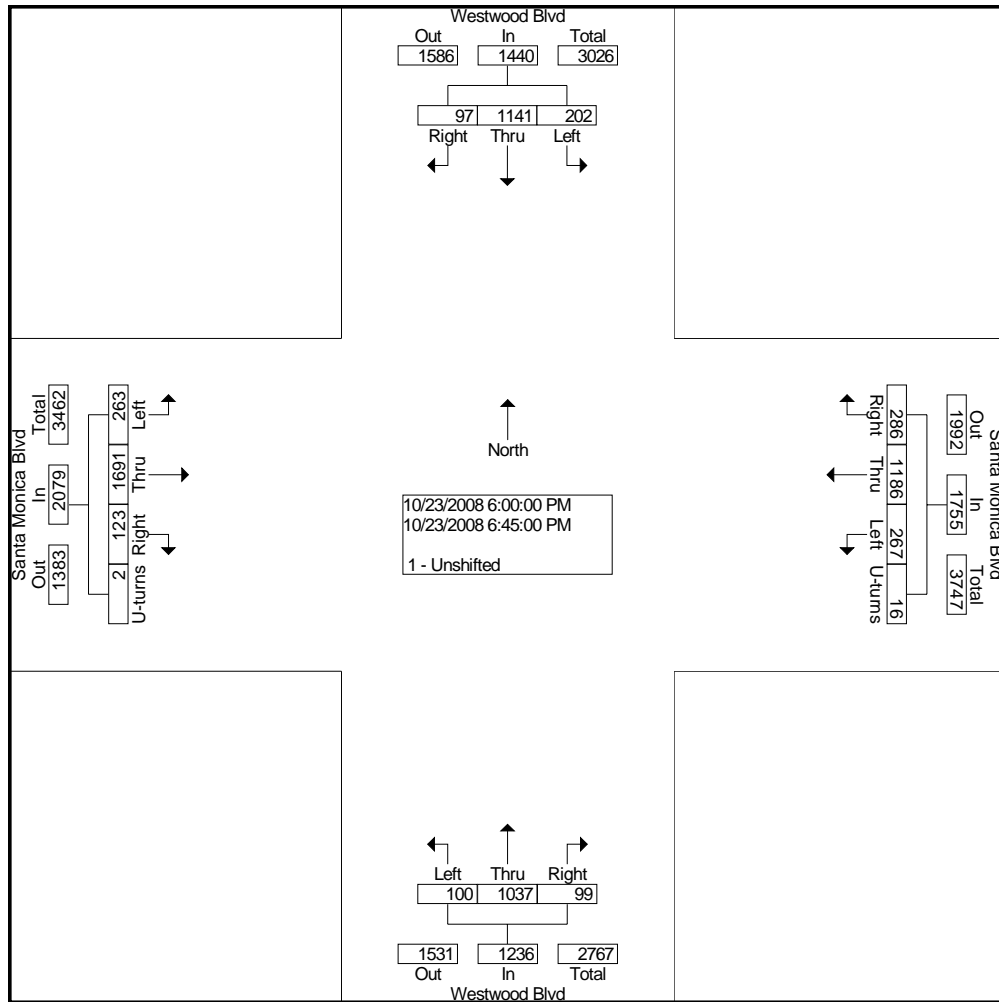 Westwood Blvd
Out In Total
1586 1440 3026
97 1141 202
Right Thru Left
Total In Out
3462 2079 1383
Santa Monica Blvd
263 1691 123 2
Left Thru Right U-turns
North
10/23/2008 6:00:00 PM
10/23/2008 6:45:00 PM
1 - Unshifted
Right Thru Left U-turns
286 1186 267 16
Out In Total
1992 1755 3747
Santa Monica Blvd
Left Thru Right
100 1037 99
1531 1236 2767
Out In Total
Westwood Blvd